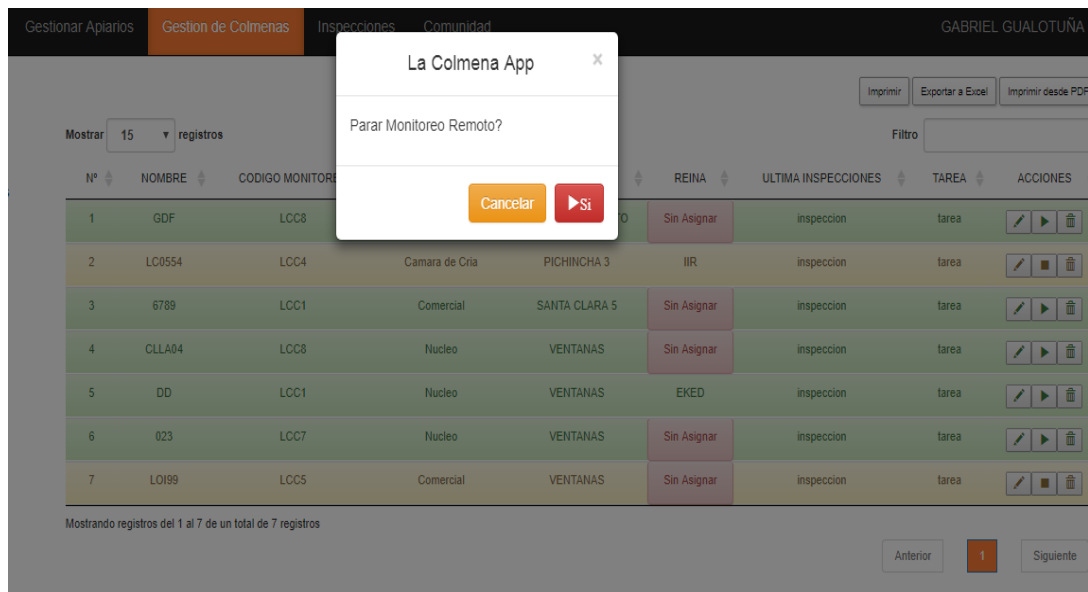 Gestionar Apiarios Gestion de Colmenas Inspecciones Comunidad GABRIEL GUALOTUÑA
La Colmena App ×
Imprimir Exportar a Excel Imprimir desde PDF
Parar Monitoreo Remoto?
Mostrar 15 registros Filtro
Nº NOMBRE CODIGO MONITORE REINA ULTIMA INSPECCIONES TAREA ACCIONES
Cancelar Si
1 GDF LCC8 Sin Asignar inspeccion tarea
2 LC0554 LCC4 Camara de Cria PICHINCHA 3 IIR inspeccion tarea
3 6789 LCC1 Comercial SANTA CLARA 5 Sin Asignar inspeccion tarea
4 CLLA04 LCC8 Nucleo VENTANAS Sin Asignar inspeccion tarea
5 DD LCC1 Nucleo VENTANAS EKED inspeccion tarea
6 023 LCC7 Nucleo VENTANAS Sin Asignar inspeccion tarea
7 LOI99 LCC5 Comercial VENTANAS Sin Asignar inspeccion tarea
Mostrando registros del 1 al 7 de un total de 7 registros
Anterior 1 Siguiente